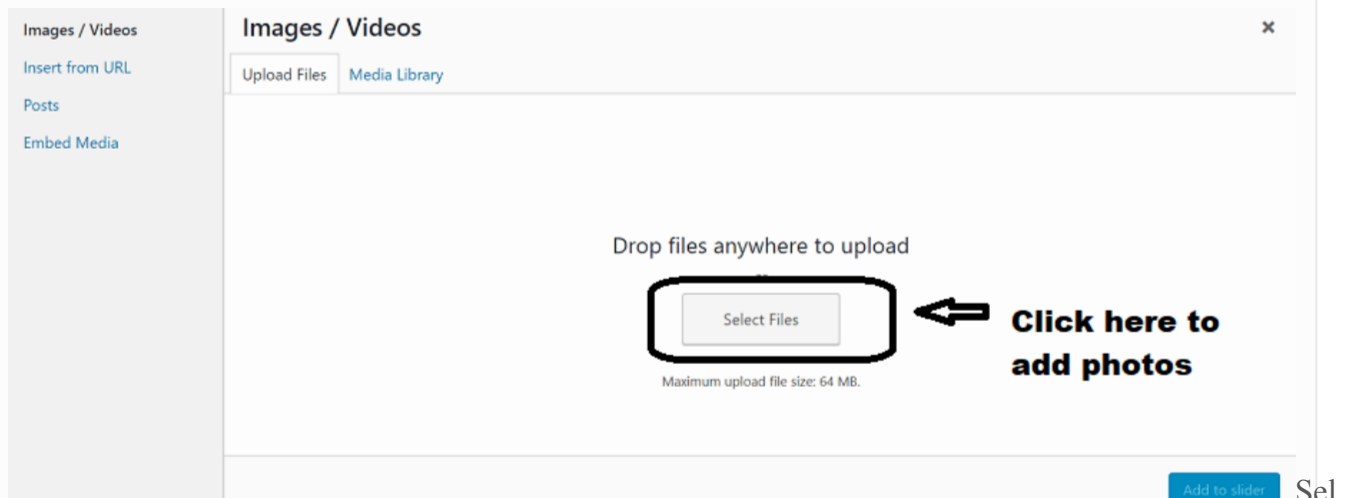 Images / Videos
Insert from URL
Posts
Embed Media
Images / Videos
Upload Files Media Library
Drop files anywhere to upload
Select Files
Maximum upload file size: 64 MB.
Click here to
add photos
Add to slider
Sel